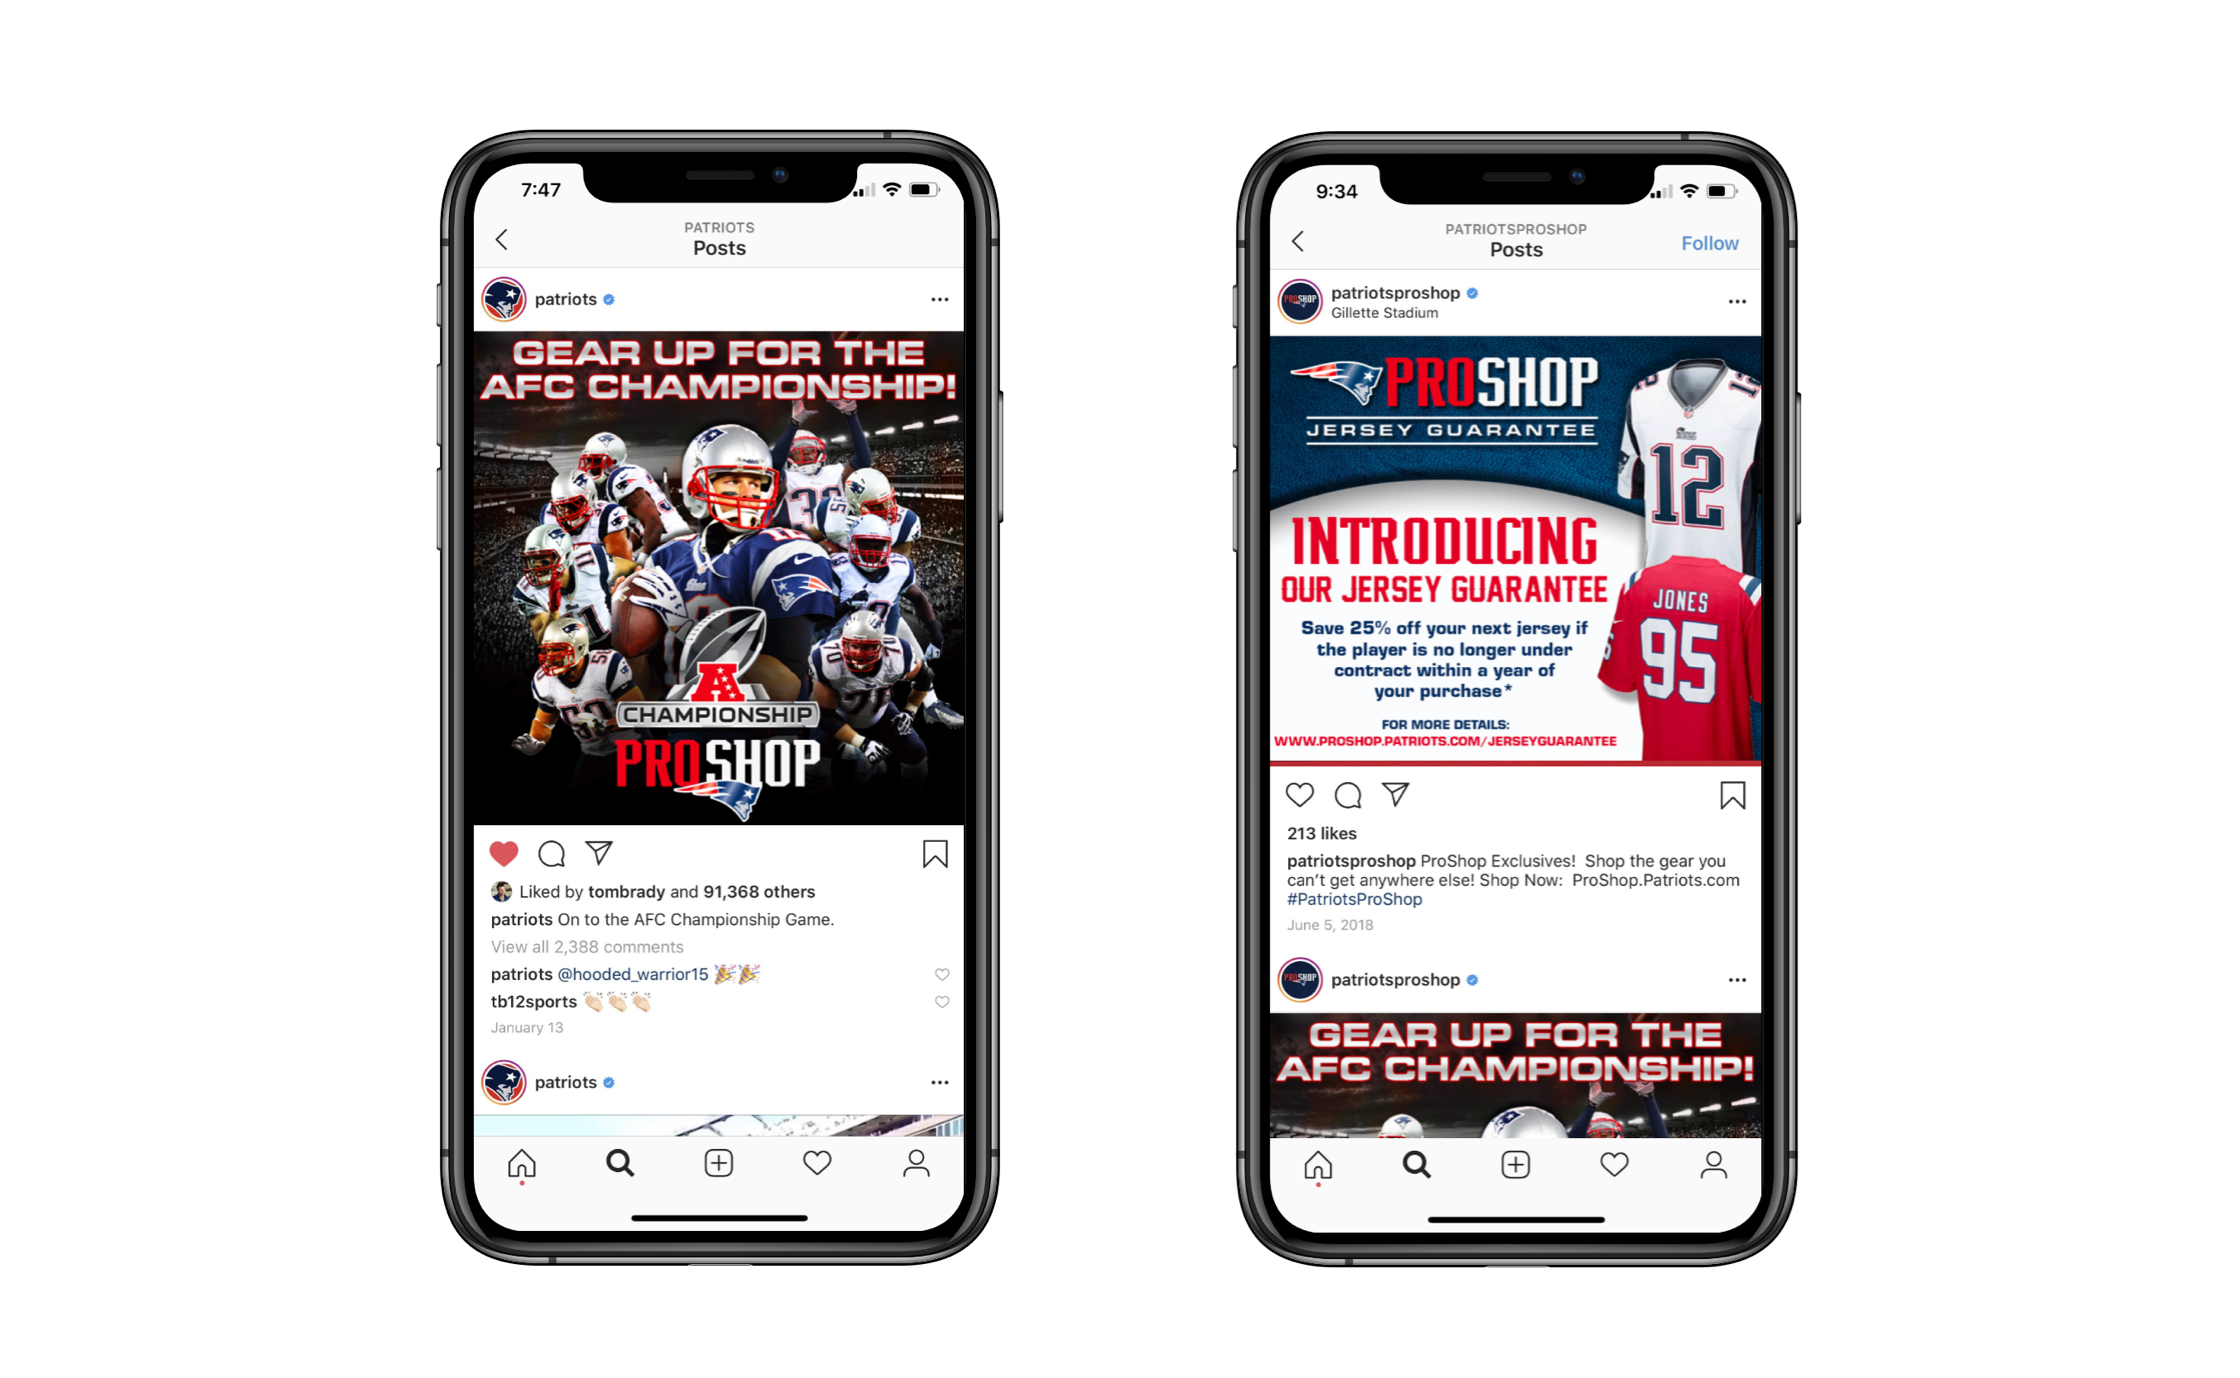 7:47
PATRIOTS
Posts
patriots
GEAR UP FOR THE
AFC CHAMPIONSHIP!
A
CHAMPIONSHIP
PROSHOP
Liked by tombrady and 91,368 others
patriots On to the AFC Championship Game.
View all 2,388 comments
patriots @hooded_warrior15 🎉🎉
tb12sports 👏🏻👏🏻👏🏻
January 13
patriots
9:34
PATRIOTSPROSHOP
Posts
Follow
PROSHOP
patriotsproshop
Gillette Stadium
PROSHOP
JERSEY GUARANTEE
12
INTRODUCING
OUR JERSEY GUARANTEE
JONES
95
Save 25% off your next jersey if
the player is no longer under
contract within a year of
your purchase*
FOR MORE DETAILS:
WWW.PROSHOP.PATRIOTS.COM/JERSEYGUARANTEE
213 likes
patriotsproshop ProShop Exclusives! Shop the gear you
can't get anywhere else! Shop Now: ProShop.Patriots.com
#PatriotsProShop
June 5, 2018
PROSHOP
patriotsproshop
GEAR UP FOR THE
AFC CHAMPIONSHIP!